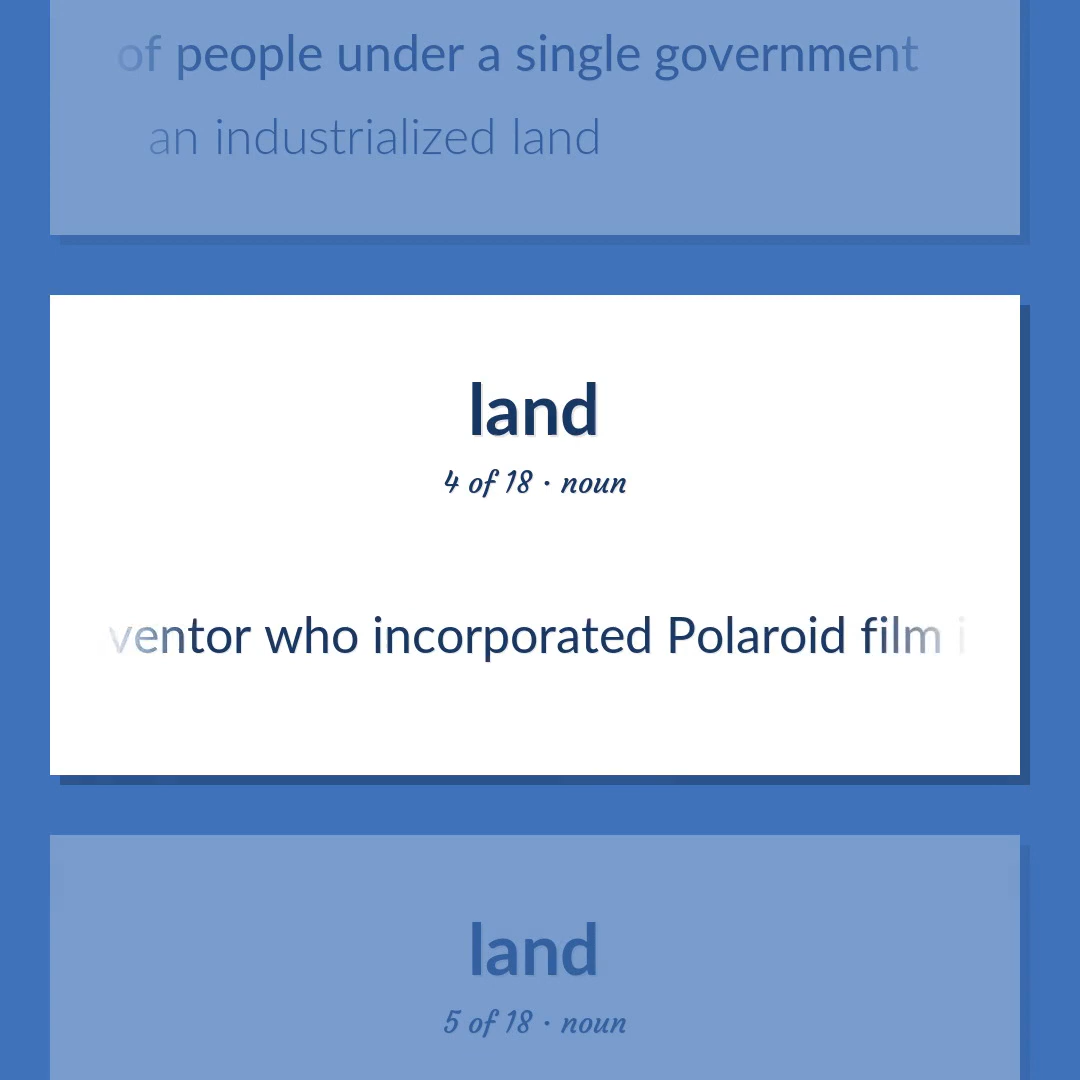 of people under a single government
an industrialized land
land
4 of 18 · noun
ventor who incorporated Polaroid film i
land
5 of 18 · noun